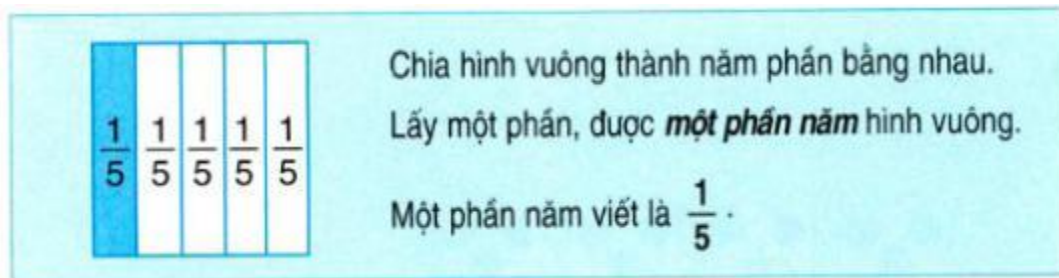 1/5 1/5 1/5 1/5 1/5
Chia hình vuông thành năm phần bằng nhau.
Lấy một phần, được một phần năm hình vuông.
Một phần năm viết là 1/5 .